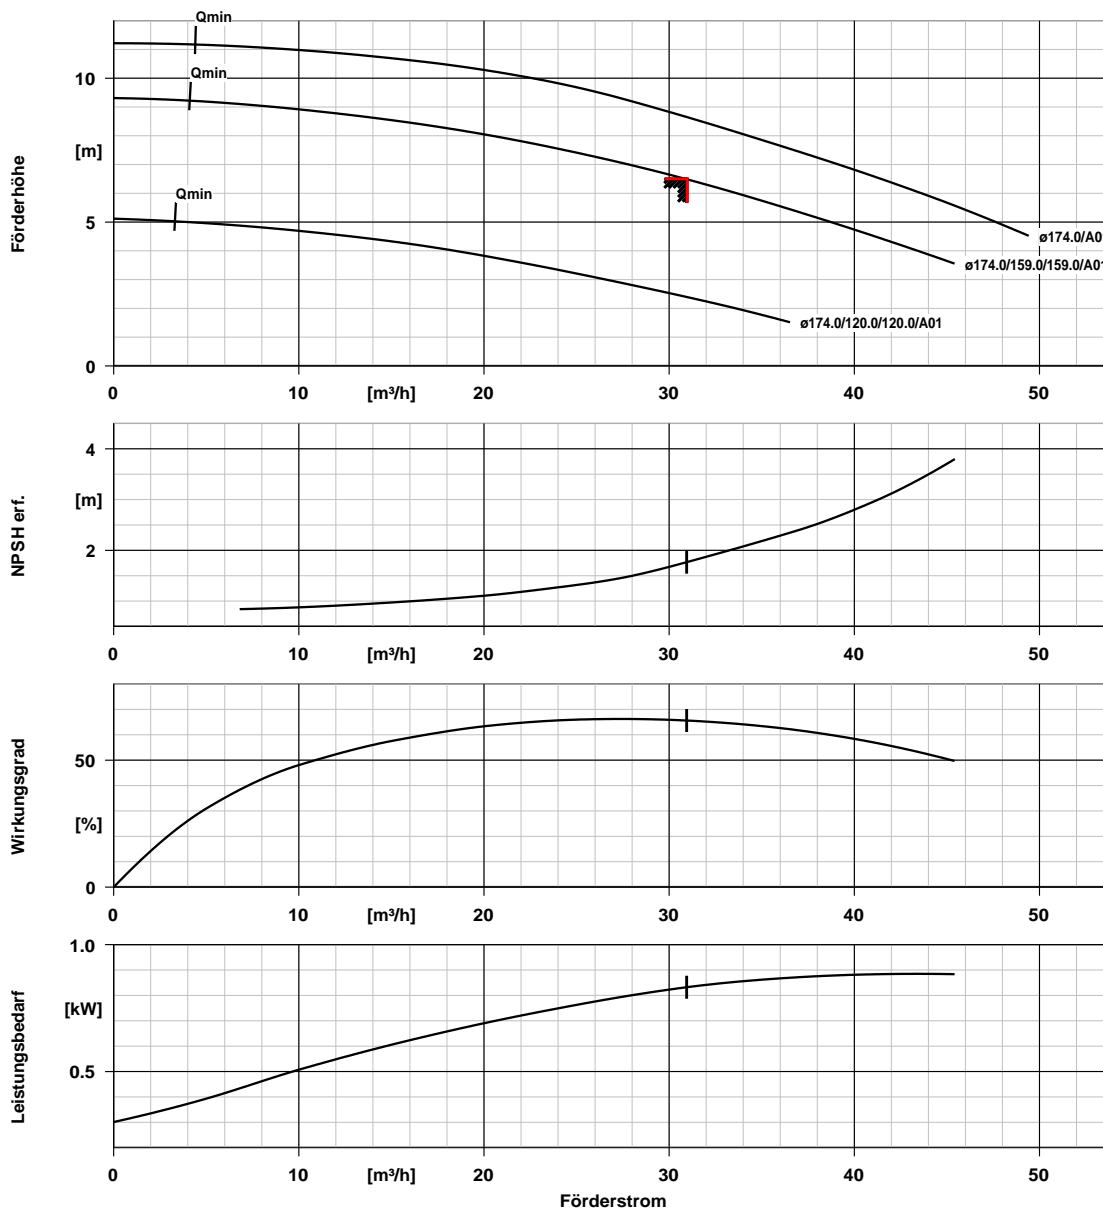 Qmin
10
Qmin
[m]
Förderhöhe
Qmin
5
ø174.0/A0
ø174.0/159.0/159.0/A01
ø174.0/120.0/120.0/A01
0
0 10 [m³/h] 20 30 40 50
4
[m]
NPSH erf.
2
0 10 [m³/h] 20 30 40 50
50
Wirkungsgrad
[%]
0
0 10 [m³/h] 20 30 40 50
1.0
[kW]
Leistungsbedarf
0.5
0 10 [m³/h] 20 30 40 50
Förderstrom